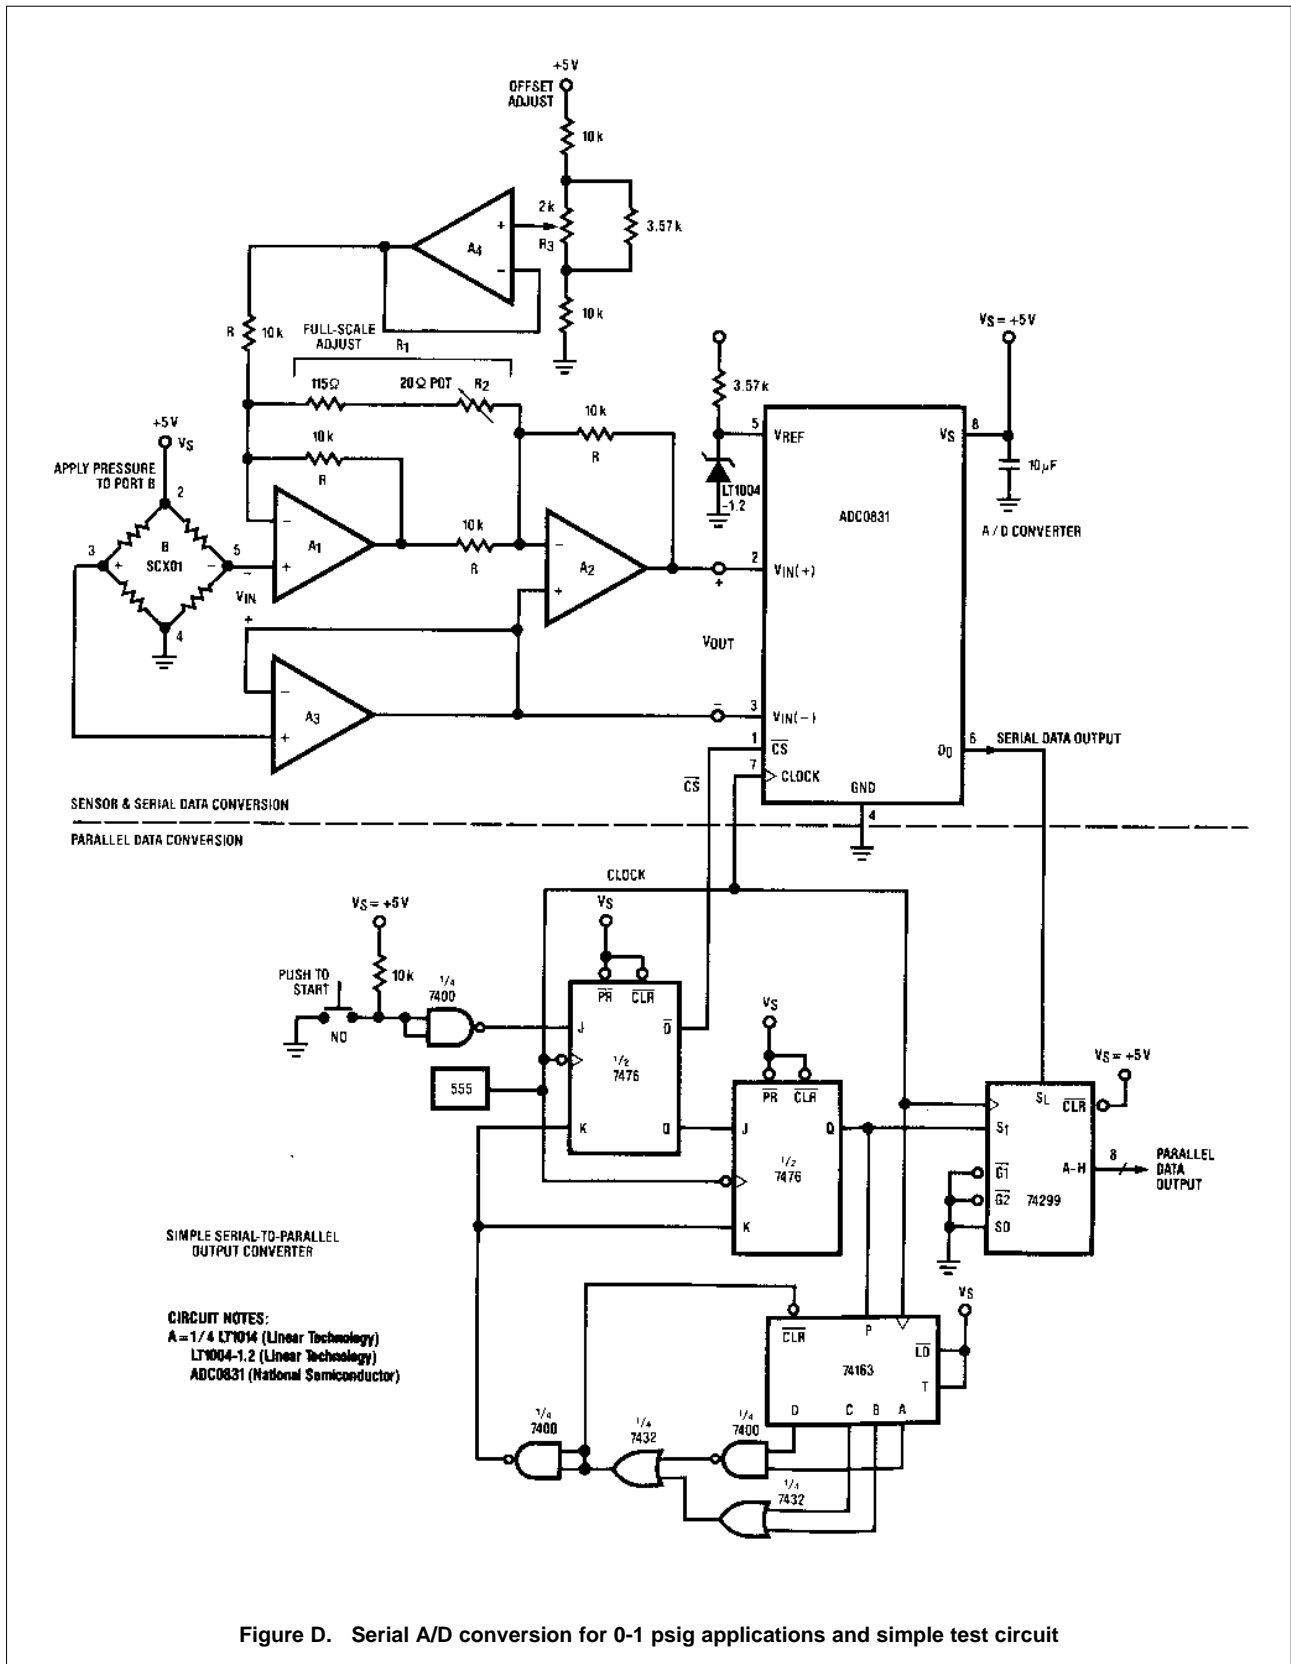 +5V
OFFSET
ADJUST
10k
2k
R3
3.57k
+
A4
−
10k
R
10k
FULL-SCALE
ADJUST
R1
115Ω
20Ω POT
R2
10k
R
10k
R
+5V
VS
APPLY PRESSURE
TO PORT B
2
3
B
SCX01
+
−
5
4
−
VIN
+
−
A1
+
10k
R
−
A2
+
−
A3
+
3.57k
LT1004
-1.2
VS = +5V
8
10µF
A/D CONVERTER
5
VREF
VS
ADC0831
2
VIN(+)
+
VOUT
−
3
VIN(−)
1
CS
7
CLOCK
CS
GND
4
6
D0
SERIAL DATA OUTPUT
SENSOR & SERIAL DATA CONVERSION
PARALLEL DATA CONVERSION
CLOCK
VS = +5V
10k
PUSH TO
START
NO
1/4
7400
VS
PR
CLR
J
Q
1/2
7476
K
Q
555
VS
PR
CLR
J
Q
1/2
7476
K
VS = +5V
SL
CLR
S1
A-H
8
PARALLEL
DATA
OUTPUT
G1
G2
74299
S0
SIMPLE SERIAL-TO-PARALLEL
OUTPUT CONVERTER
VS
CLR
P
LD
74163
T
D
C
B
A
1/4
7400
1/4
7432
1/4
7400
1/4
7432
CIRCUIT NOTES:
A = 1/4 LT1014 (Linear Technology)
LT1004-1.2 (Linear Technology)
ADC0831 (National Semiconductor)
Figure D. Serial A/D conversion for 0-1 psig applications and simple test circuit